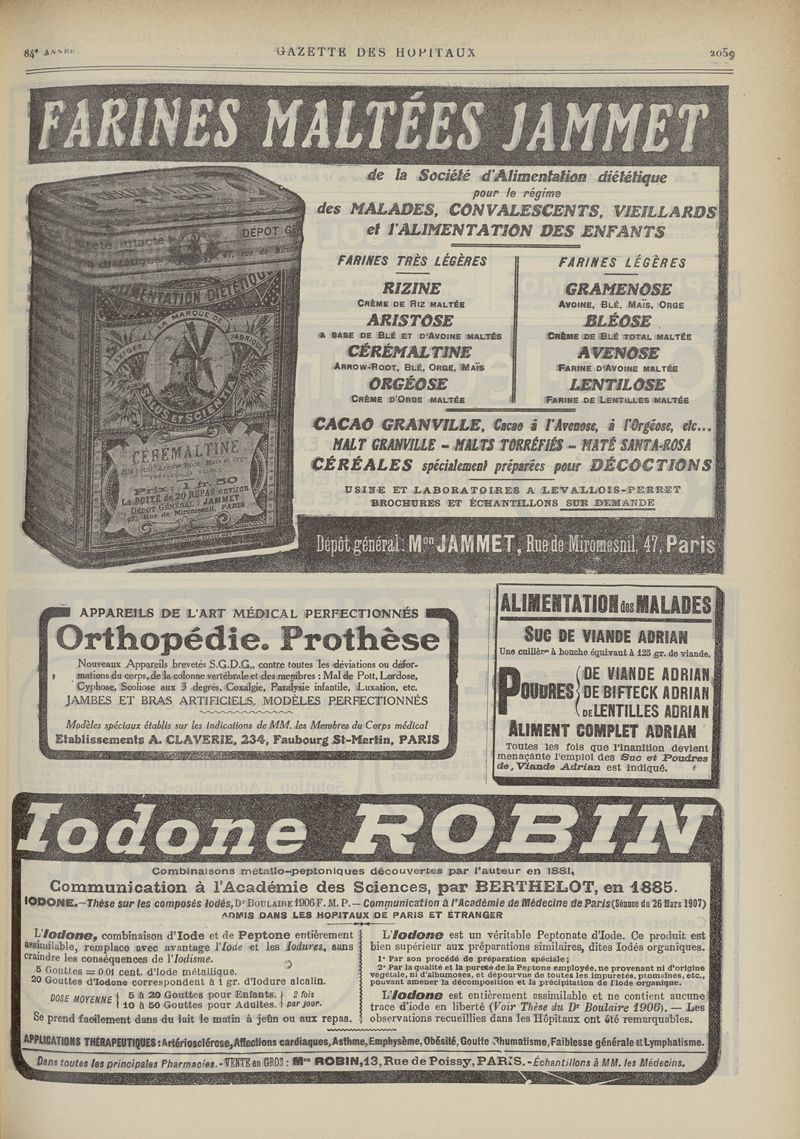 84e ANNÉE
GAZETTE DES HOPITAUX
2059
FARINES MALTÉES JAMMET
de la Société d'Alimentation diététique
pour le régime
des MALADES, CONVALESCENTS, VIEILLARDS
et l'ALIMENTATION DES ENFANTS
FARINES TRÈS LÉGÈRES
RIZINE
CRÈME DE RIZ MALTÉE
ARISTOSE
A BASE DE BLÉ ET D'AVOINE MALTÉS
CÉRÉMALTINE
ARROW-ROOT, BLÉ, ORGE, MAÏS
ORGÉOSE
CRÈME D'ORGE MALTÉE
FARINES LÉGÈRES
GRAMENOSE
AVOINE, BLÉ, MAÏS, ORGE
BLÉOSE
CRÈME DE BLÉ TOTAL MALTÉE
AVENOSE
FARINE D'AVOINE MALTÉE
LENTILOSE
FARINE DE LENTILLES MALTÉE
CACAO GRANVILLE, Cacao à l'Avenose, à l'Orgéose, etc...
MALT GRANVILLE - MALTS TORRÉFIÉS - MATÉ SANTA-ROSA
CÉRÉALES spécialement préparées pour DÉCOCTIONS
USINE ET LABORATOIRES A LEVALLOIS-PERRET
BROCHURES ET ÉCHANTILLONS SUR DEMANDE
Dépôt général: Mon JAMMET, Rue de Miromesnil, 47, Paris
DÉPOT G
ALIMENTATION DIÉTÉTIQUE
LA MARQUE DE
FABRIQUE
SANIS ET SCIENTIA
CÉRÉMALTINE
Prix: 1 fr. 50
La BOITE de 20 REPAS environ
DÉPOT GÉNÉRAL: JAMMET
47, Rue de Miromesnil, PARIS
APPAREILS DE L'ART MÉDICAL PERFECTIONNÉS
Orthopédie. Prothèse
Nouveaux Appareils brevetés S.G.D.G., contre toutes les déviations ou défor-
mations du corps, de la colonne vertébrale et des membres : Mal de Pott, Lordose,
Cyphose, Scoliose aux 3 degrés, Coxalgie, Paralysie infantile, Luxation, etc.
JAMBES ET BRAS ARTIFICIELS, MODÈLES PERFECTIONNÉS
Modèles spéciaux établis sur les indications de MM. les Membres du Corps médical
Etablissements A. CLAVERIE, 234, Faubourg St-Martin, PARIS
ALIMENTATION des MALADES
SUC DE VIANDE ADRIAN
Une cuillère à bouche équivant à 125 gr. de viande.
POUDRES
DE VIANDE ADRIAN
DE BIFTECK ADRIAN
DE LENTILLES ADRIAN
ALIMENT COMPLET ADRIAN
Toutes les fois que l'inanition devient
menaçante l'emploi des Suc et Poudres
de Viande Adrian est indiqué.
Iodone ROBIN
Combinaisons métallo-peptoniques découvertes par l'auteur en 1881.
Communication à l'Académie des Sciences, par BERTHELOT, en 1885.
IODONE.—Thèse sur les composés Iodés, Dr BOULAIRE 1906 F. M. P.— Communication à l'Académie de Médecine de Paris (Séance du 26 Mars 1907)
ADMIS DANS LES HOPITAUX DE PARIS ET ÉTRANGER
L'Iodone, combinaison d'Iode et de Peptone entièrement
assimilable, remplace avec avantage l'Iode et les Iodures, sans
craindre les conséquences de l'Iodisme.
5 Gouttes = 0,01 cent. d'Iode métallique.
20 Gouttes d'Iodone correspondent à 1 gr. d'Iodure alcalin.
DOSE MOYENNE
5 à 20 Gouttes pour Enfants.
10 à 50 Gouttes pour Adultes.
2 fois
par jour.
Se prend facilement dans du lait le matin à jeûn ou aux repas.
L'Iodone est un véritable Peptonate d'Iode. Ce produit est
bien supérieur aux préparations similaires, dites Iodés organiques.
1° Par son procédé de préparation spéciale;
2° Par la qualité et la pureté de la Peptone employée, ne provenant ni d'origine
végétale, ni d'albumoses, et dépourvue de toutes les impuretés, ptomaïnes, etc.,
pouvant amener la décomposition et la précipitation de l'Iode organique.
L'Iodone est entièrement assimilable et ne contient aucune
trace d'iode en liberté (Voir Thèse du Dr Boulaire 1906). — Les
observations recueillies dans les Hôpitaux ont été remarquables.
APPLICATIONS THÉRAPEUTIQUES: Artériosclérose, Affections cardiaques, Asthme, Emphysème, Obésité, Goutte Rhumatisme, Faiblesse générale et Lymphatisme.
Dans toutes les principales Pharmacies. - VENTE en GROS : Mon ROBIN, 13, Rue de Poissy, PARIS. - Échantillons à MM. les Médecins.